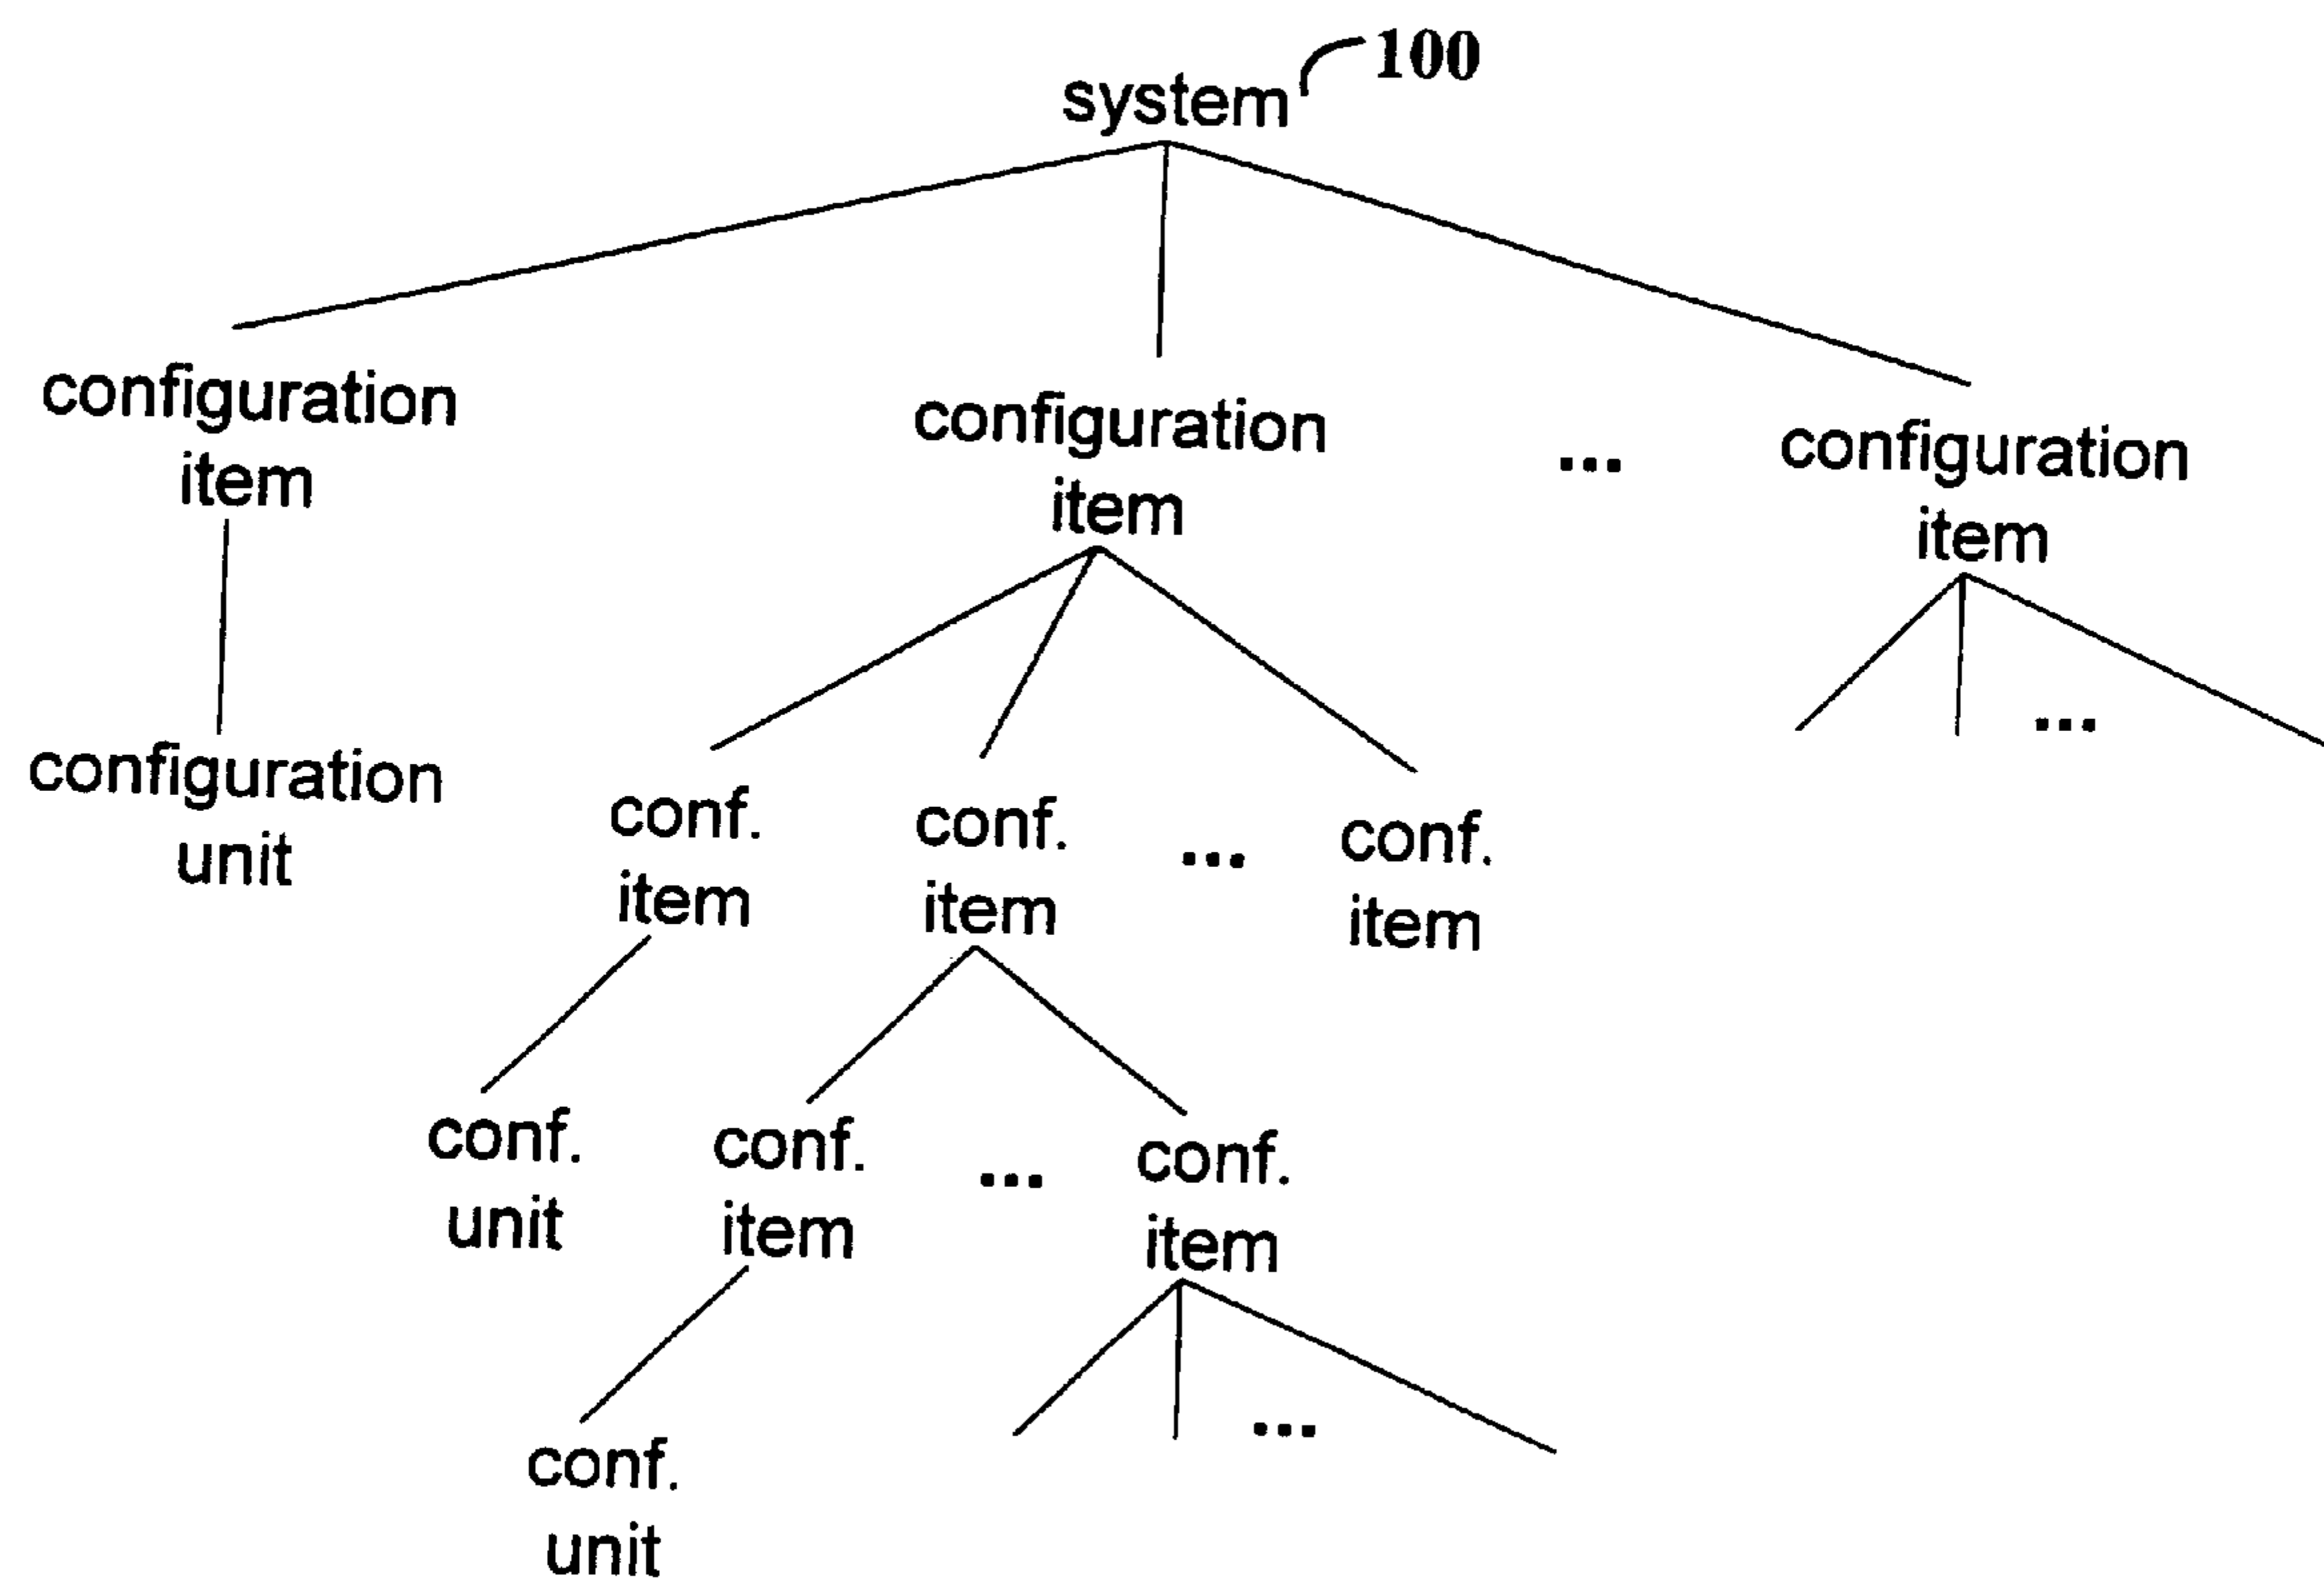 100
system
configuration
item
configuration
item
...
configuration
item
configuration
unit
conf.
item
conf.
item
...
conf.
item
...
conf.
unit
conf.
item
...
conf.
item
conf.
unit
...